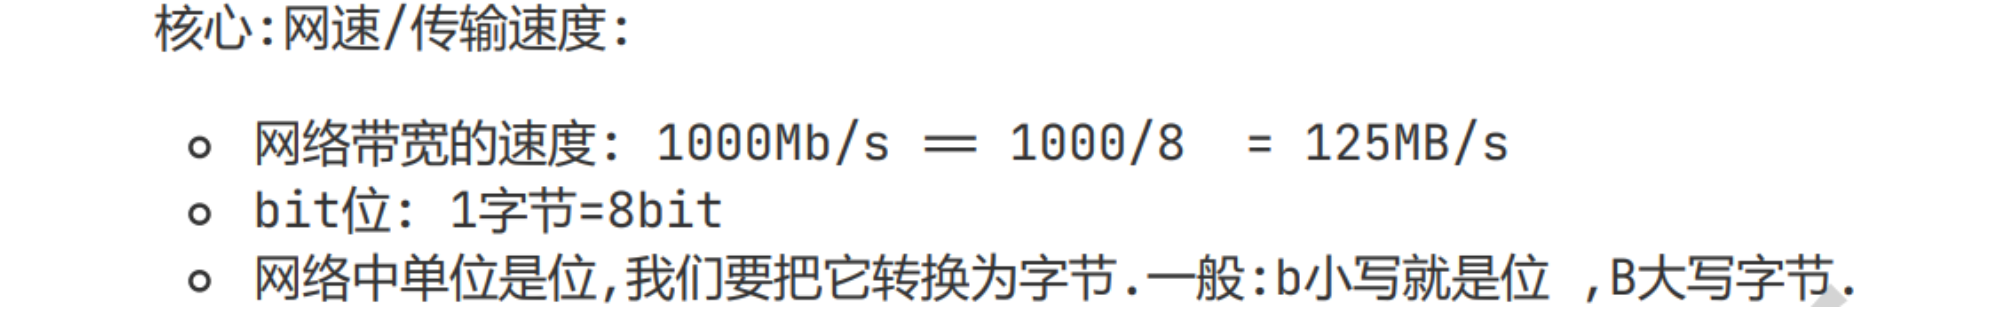 核心:网速/传输速度:
网络带宽的速度: 1000Mb/s == 1000/8  = 125MB/s
bit位: 1字节=8bit
网络中单位是位,我们要把它转换为字节.一般:b小写就是位 ,B大写字节.